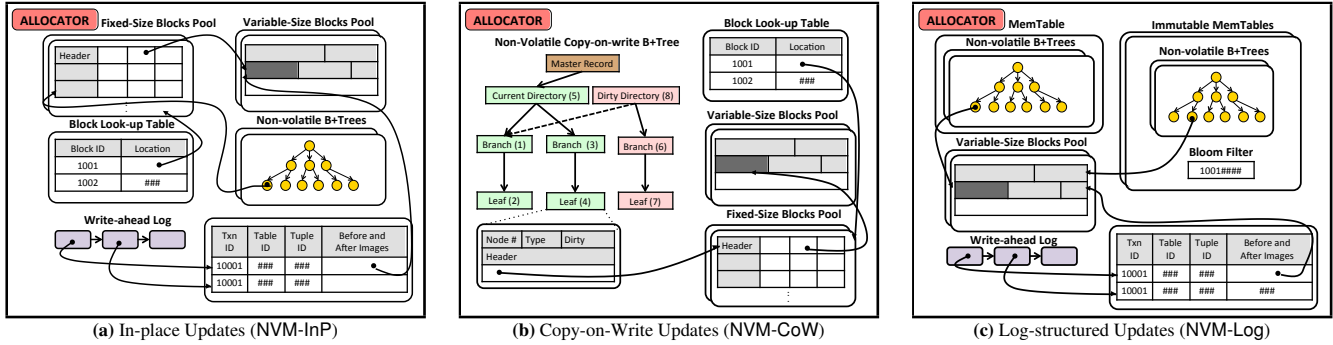 ALLOCATOR
Fixed-Size Blocks Pool
Variable-Size Blocks Pool
Header
Block Look-up Table
Block ID Location
1001
1002 ###
Non-volatile B+Trees
Write-ahead Log
Txn ID Table ID Tuple ID Before and After Images
10001 ### ###
10001 ### ###
(a) In-place Updates (NVM-InP)
ALLOCATOR
Non-Volatile Copy-on-write B+Tree
Master Record
Current Directory (5) Dirty Directory (8)
Branch (1) Branch (3) Branch (6)
Leaf (2) Leaf (4) Leaf (7)
Node # Type Dirty
Header
Block Look-up Table
Block ID Location
1001
1002 ###
Variable-Size Blocks Pool
Fixed-Size Blocks Pool
Header
(b) Copy-on-Write Updates (NVM-CoW)
ALLOCATOR
MemTable
Non-volatile B+Trees
Immutable MemTables
Non-volatile B+Trees
Bloom Filter
1001####
Variable-Size Blocks Pool
Write-ahead Log
Txn ID Table ID Tuple ID Before and After Images
10001 ### ###
10001 ### ### ###
(c) Log-structured Updates (NVM-Log)